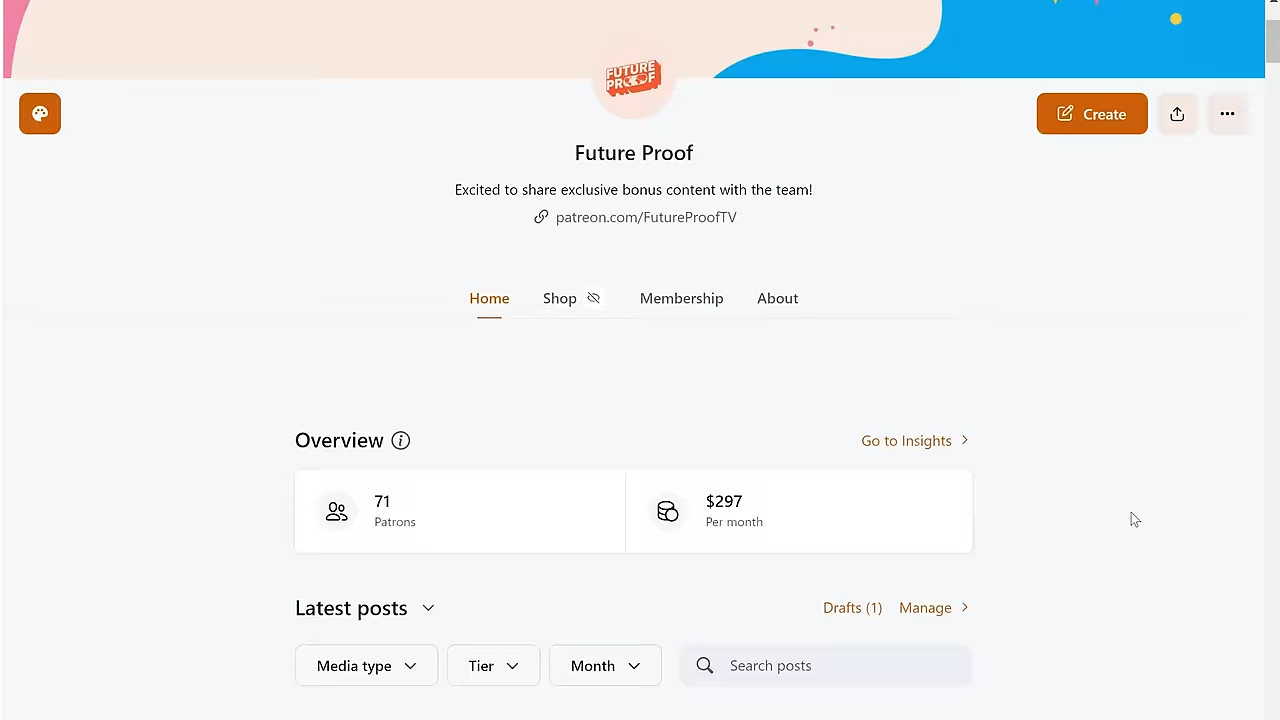 FUTURE
PROOF
Create
Future Proof
Excited to share exclusive bonus content with the team!
patreon.com/FutureProofTV
Home Shop Membership About
Overview
Go to Insights
71
Patrons
$297
Per month
Latest posts
Drafts (1) Manage
Media type Tier Month Search posts